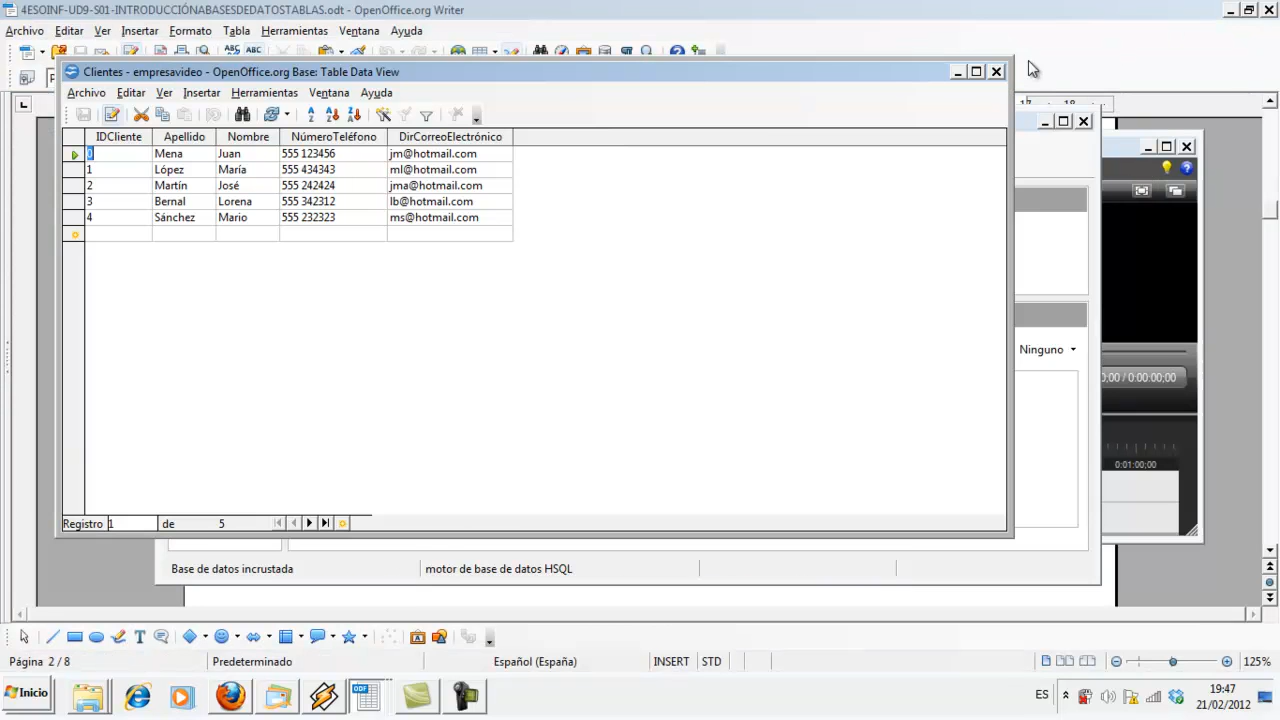 4ESOINF-UD9-S01-INTRODUCCIÓNABASESDEDATOSTABLAS.odt - OpenOffice.org Writer
Archivo Editar Ver Insertar Formato Tabla Herramientas Ventana Ayuda
Clientes - empresavideo - OpenOffice.org Base: Table Data View
Archivo Editar Ver Insertar Herramientas Ventana Ayuda
17 18
IDCliente Apellido Nombre NúmeroTeléfono DirCorreoElectrónico
0 Mena Juan 555 123456 jm@hotmail.com
1 López María 555 434343 ml@hotmail.com
2 Martín José 555 242424 jma@hotmail.com
3 Bernal Lorena 555 342312 lb@hotmail.com
4 Sánchez Mario 555 232323 ms@hotmail.com
Ninguno
;00 / 0:00:00;00
0:01:00;00
Registro 1 de 5
Base de datos incrustada motor de base de datos HSQL
Página 2 / 8 Predeterminado Español (España) INSERT STD 125%
Inicio ES 19:47
21/02/2012